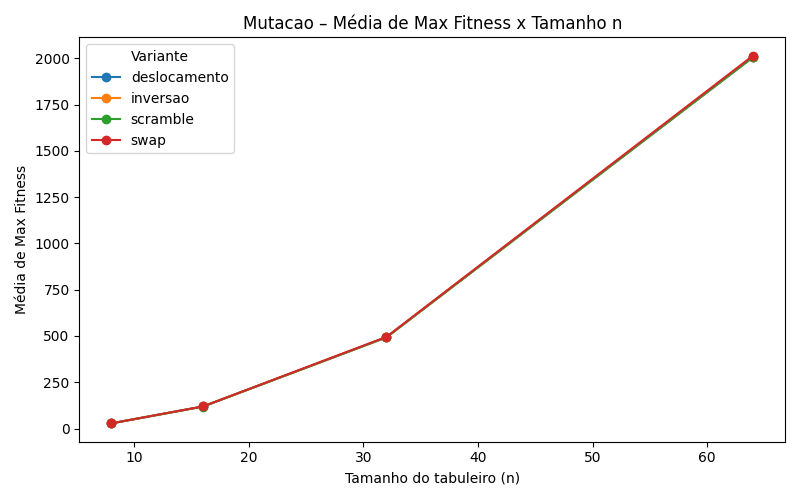 Mutacao – Média de Max Fitness x Tamanho n
Variante
deslocamento
inversao
scramble
swap
Média de Max Fitness
2000
1750
1500
1250
1000
750
500
250
0
10 20 30 40 50 60
Tamanho do tabuleiro (n)